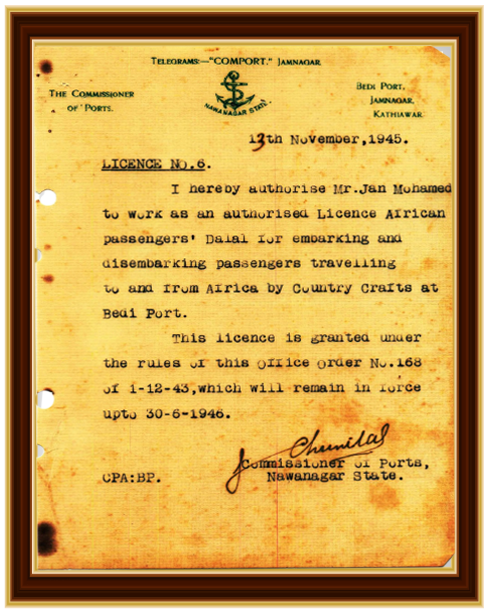 TELEGRAMS:—"COMPORT," JAMNAGAR.
THE COMMISSIONER
OF PORTS.
NAWANAGAR STATE.
BEDI PORT,
JAMNAGAR,
KATHIAWAR.
13th November,1945.
LICENCE No.6.
I hereby authorise Mr.Jan Mohamed
to work as an authorised Licence African
passengers' Dalal for embarking and
disembarking passengers travelling
to and from Africa by Country Crafts at
Bedi Port.
This licence is granted under
the rules of this office order No.168
of 1-12-43,which will remain in force
upto 30-6-1946.
Chunilal
Commissioner of Ports,
CPA:BP. Nawanagar State.